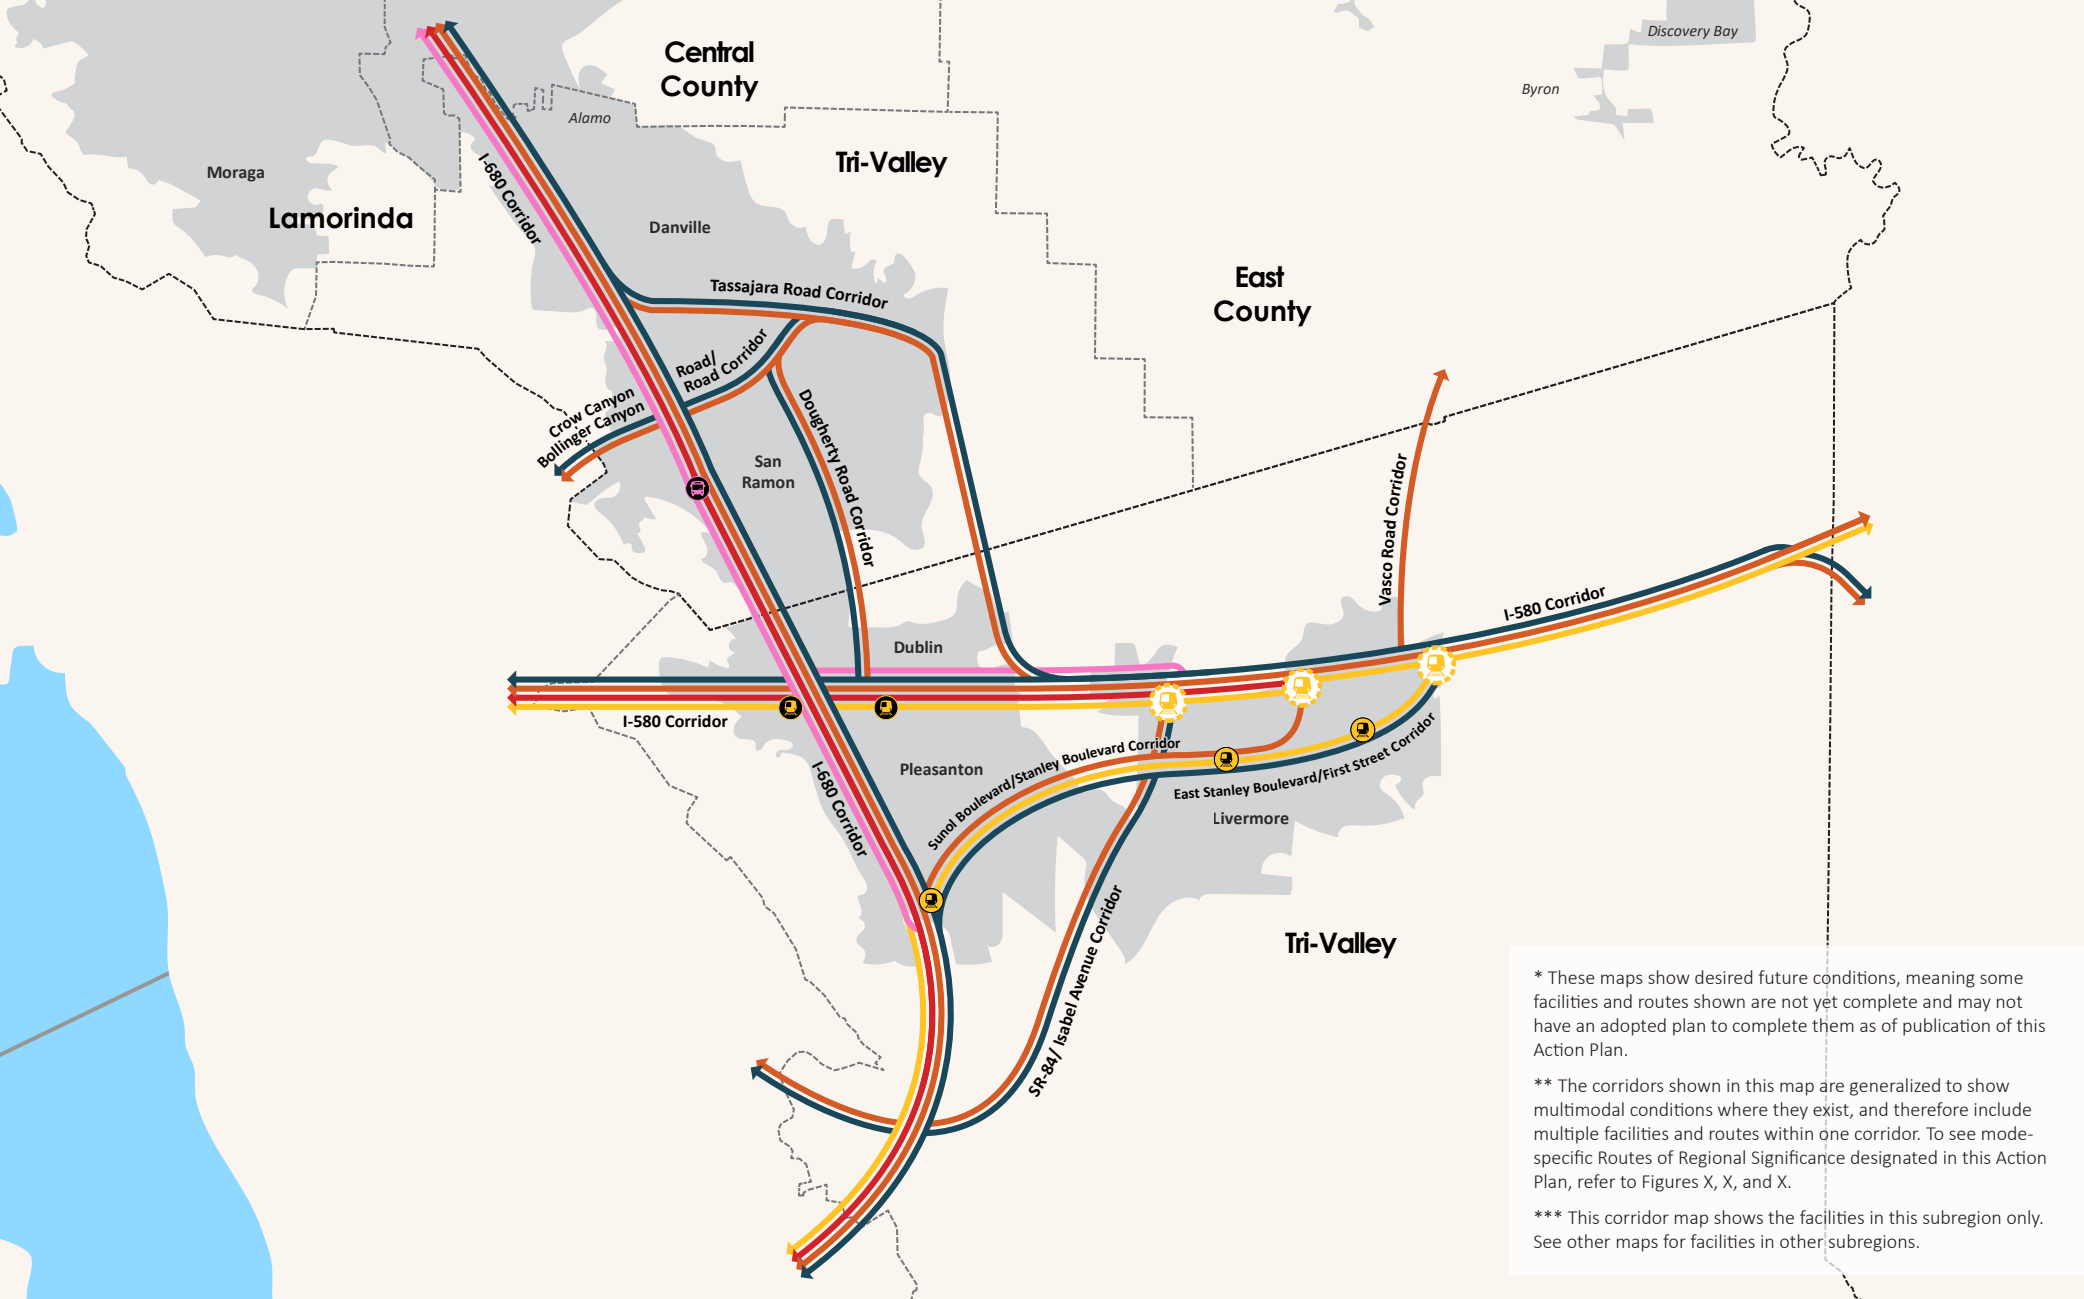 Discovery Bay
Central
County
Byron
Alamo
Tri-Valley
Moraga
I-680 Corridor
Lamorinda
Danville
East
County
Tassajara Road Corridor
Road/
Road Corridor
Crow Canyon
Bollinger Canyon
Dougherty Road Corridor
San
Ramon
Vasco Road Corridor
I-580 Corridor
Dublin
I-580 Corridor
Sunol Boulevard/Stanley Boulevard Corridor
East Stanley Boulevard/First Street Corridor
Pleasanton
I-680 Corridor
Livermore
SR-84/ Isabel Avenue Corridor
Tri-Valley
* These maps show desired future conditions, meaning some
facilities and routes shown are not yet complete and may not
have an adopted plan to complete them as of publication of this
Action Plan.
** The corridors shown in this map are generalized to show
multimodal conditions where they exist, and therefore include
multiple facilities and routes within one corridor. To see mode-
specific Routes of Regional Significance designated in this Action
Plan, refer to Figures X, X, and X.
*** This corridor map shows the facilities in this subregion only.
See other maps for facilities in other subregions.